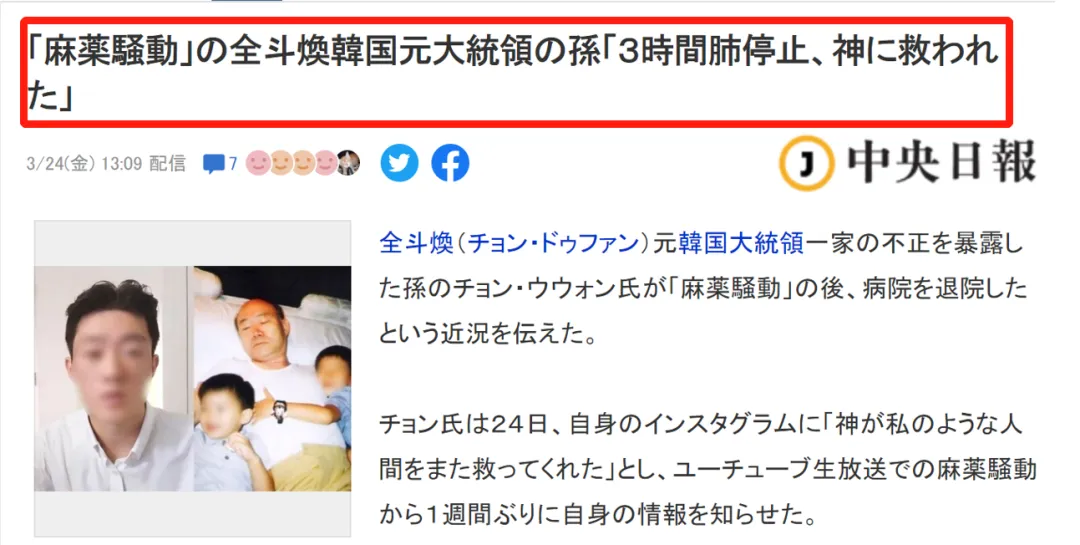 「麻薬騒動」の全斗煥韓国元大統領の孫「３時間肺停止、神に救われ
た」
3/24(金) 13:09 配信 7
J 中央日報
全斗煥（チョン・ドゥファン）元韓国大統領一家の不正を暴露し
た孫のチョン・ウウォン氏が「麻薬騒動」の後、病院を退院した
という近況を伝えた。
チョン氏は２４日、自身のインスタグラムに「神が私のような人
間をまた救ってくれた」とし、ユーチューブ生放送での麻薬騒動
から１週間ぶりに自身の情報を知らせた。